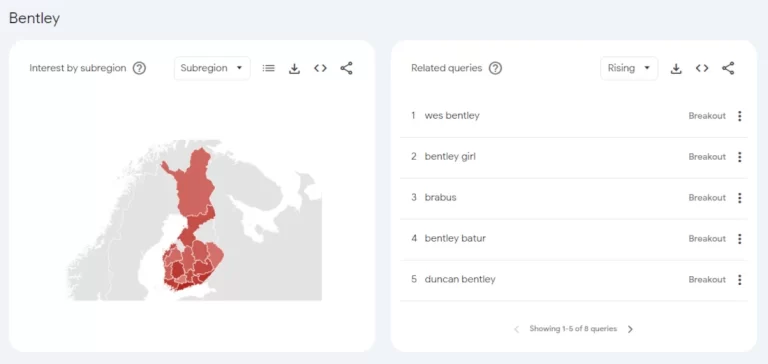 Bentley
Interest by subregion
Subregion
Related queries
Rising
1 wes bentley Breakout
2 bentley girl Breakout
3 brabus Breakout
4 bentley batur Breakout
5 duncan bentley Breakout
Showing 1-5 of 8 queries